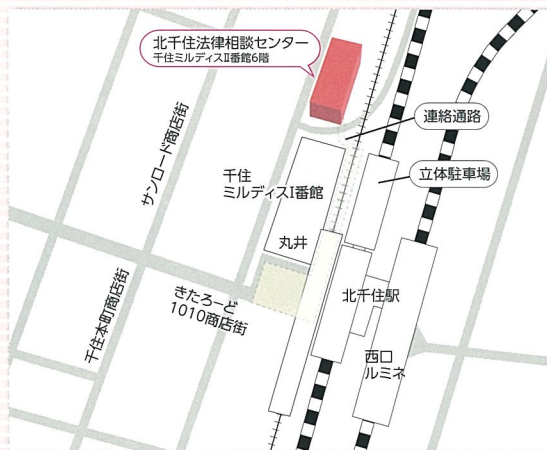 北千住法律相談センター
千住ミルディスⅡ番館6階
連絡通路
立体駐車場
サンロード商店街
千住
ミルディスⅠ番館
丸井
きたろーど
1010商店街
千住本町商店街
北千住駅
西口
ルミネ